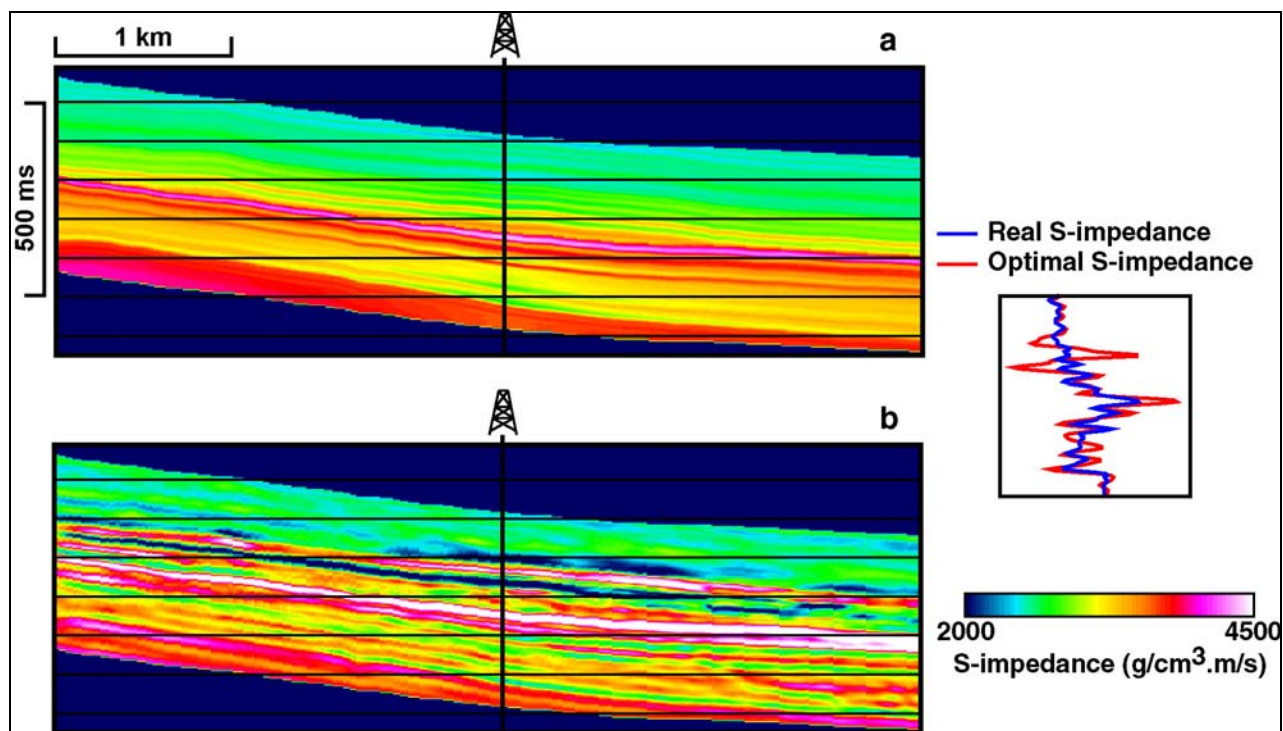 1 km
a
500 ms
Real S-impedance
Optimal S-impedance
b
2000 4500
S-impedance (g/cm³.m/s)